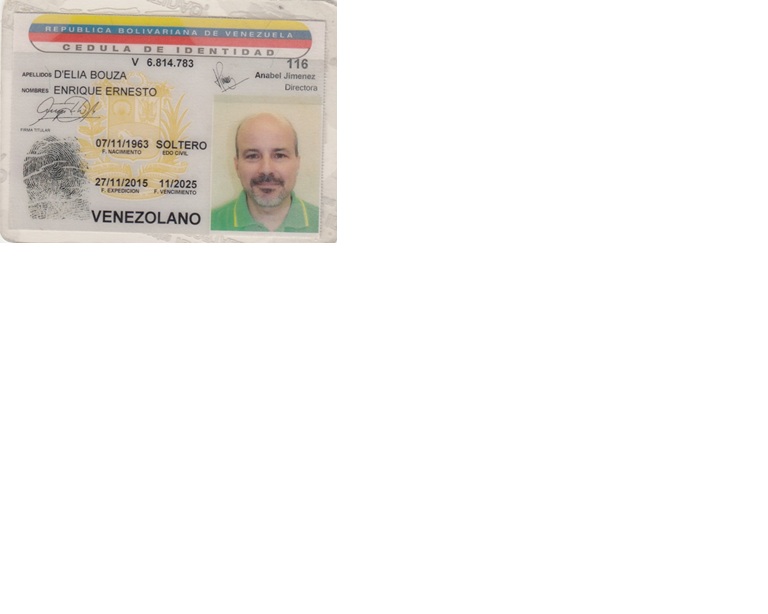 REPUBLICA BOLIVARIANA DE VENEZUELA
CEDULA DE IDENTIDAD
V 6.814.783
116
Anabel Jimenez
Directora
APELLIDOS D'ELIA BOUZA
NOMBRES ENRIQUE ERNESTO
FIRMA TITULAR
07/11/1963 SOLTERO
F. NACIMIENTO EDO CIVIL
27/11/2015 11/2025
F. EXPEDICION F. VENCIMIENTO
VENEZOLANO